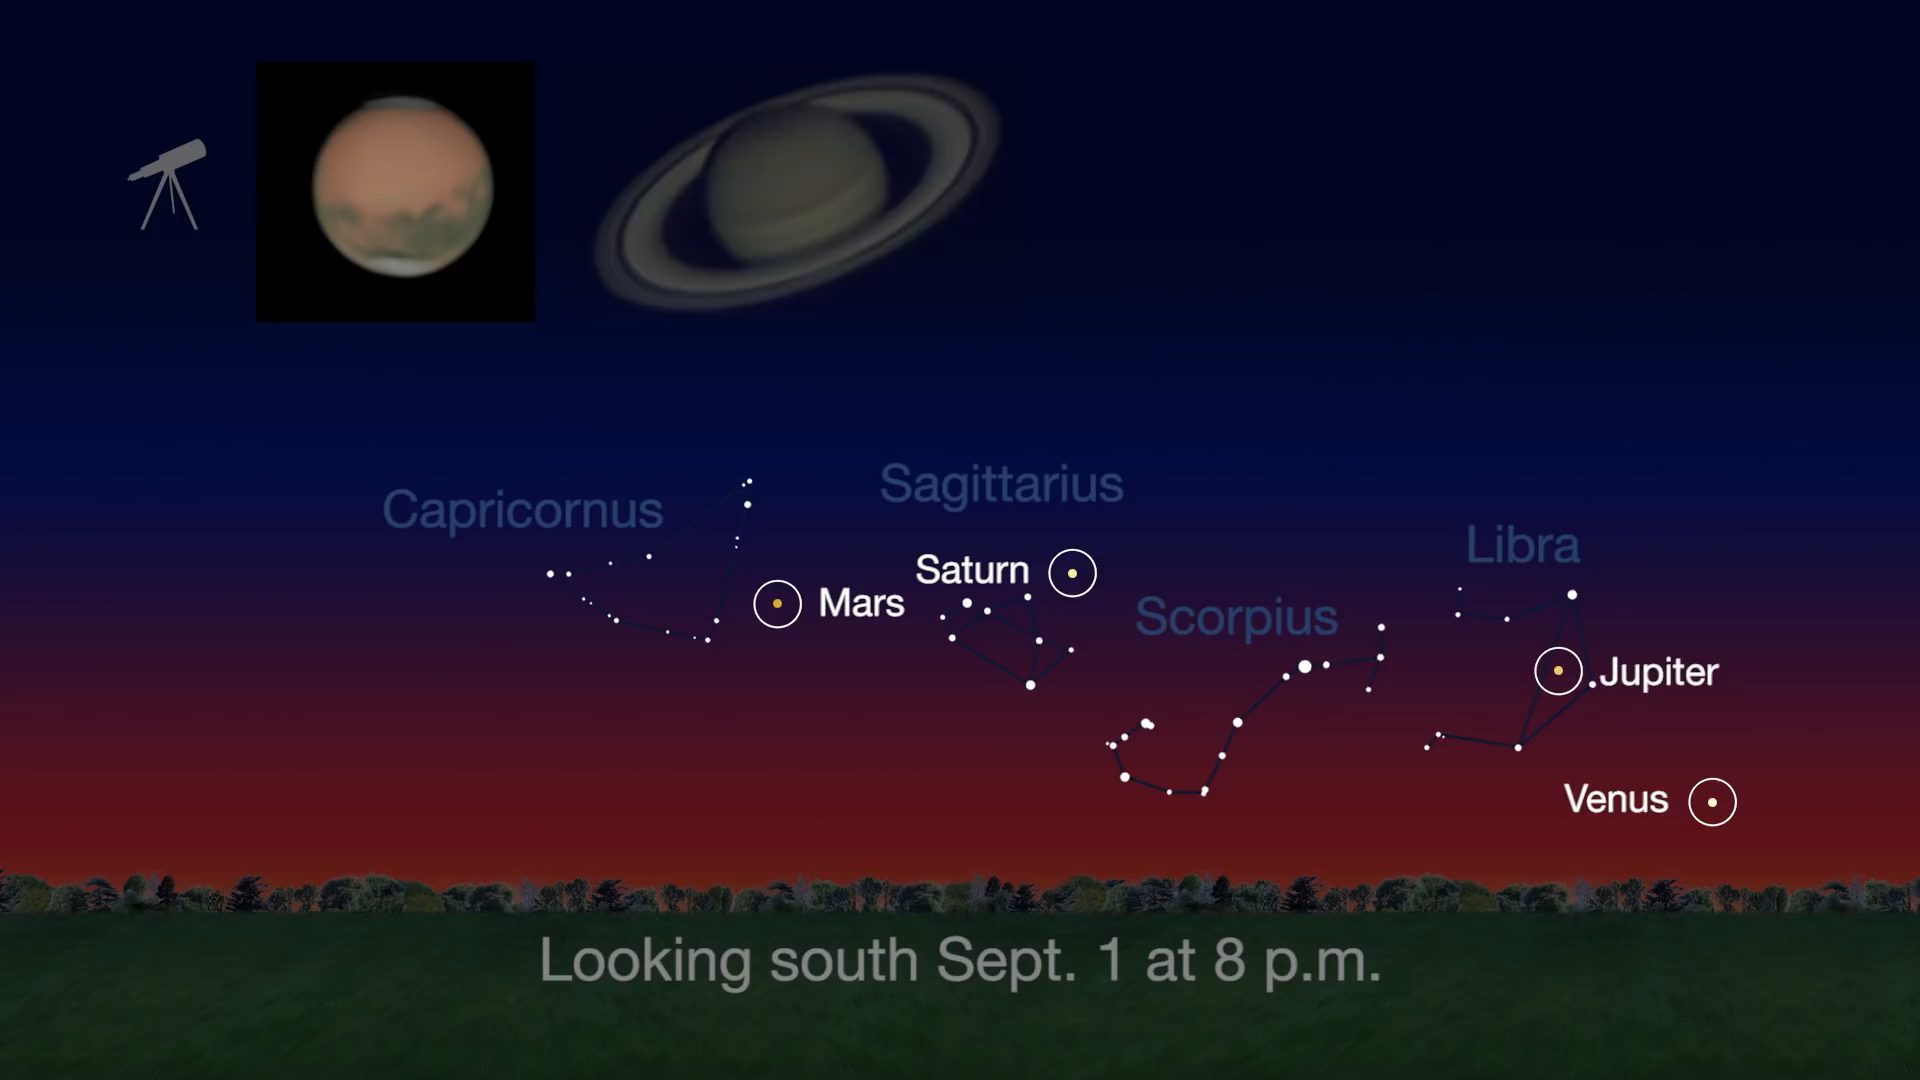 Sagittarius
Capricornus
Libra
Saturn
Mars
Scorpius
Jupiter
Venus
Looking south Sept. 1 at 8 p.m.